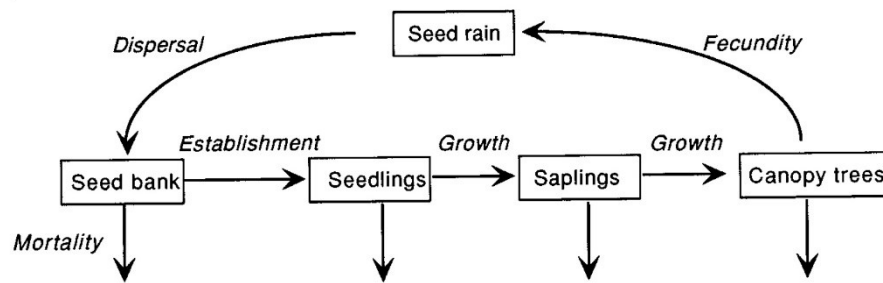 Seed rain
Dispersal
Fecundity
Establishment
Growth
Growth
Seed bank
Seedlings
Saplings
Canopy trees
Mortality